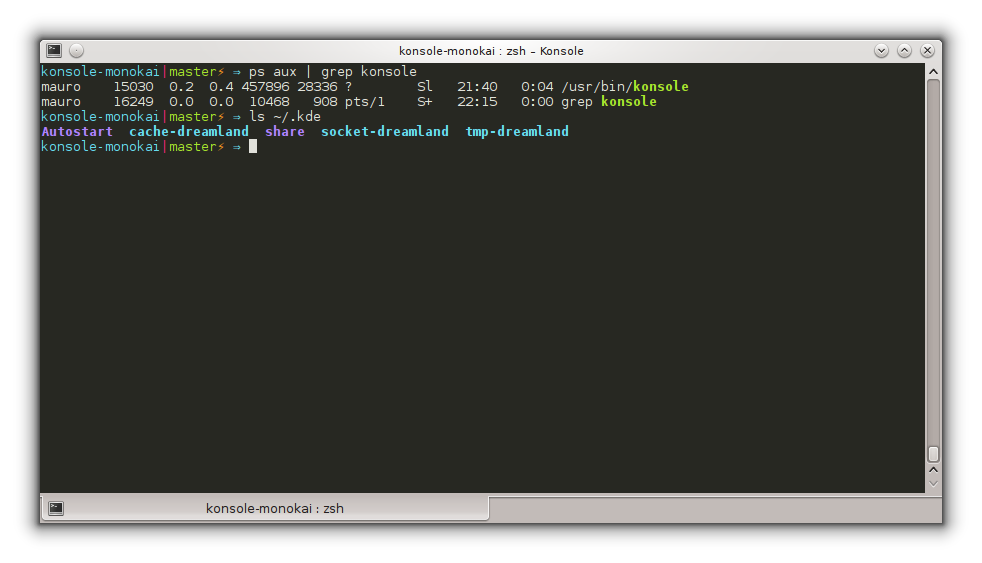 konsole-monokai : zsh – Konsole
konsole-monokai|master⚡ ⇒ ps aux | grep konsole
mauro    15030  0.2  0.4 457896 28336 ?        Sl   21:40   0:04 /usr/bin/konsole
mauro    16249  0.0  0.0  10468   908 pts/1    S+   22:15   0:00 grep konsole
konsole-monokai|master⚡ ⇒ ls ~/.kde
Autostart  cache-dreamland  share  socket-dreamland  tmp-dreamland
konsole-monokai|master⚡ ⇒
konsole-monokai : zsh